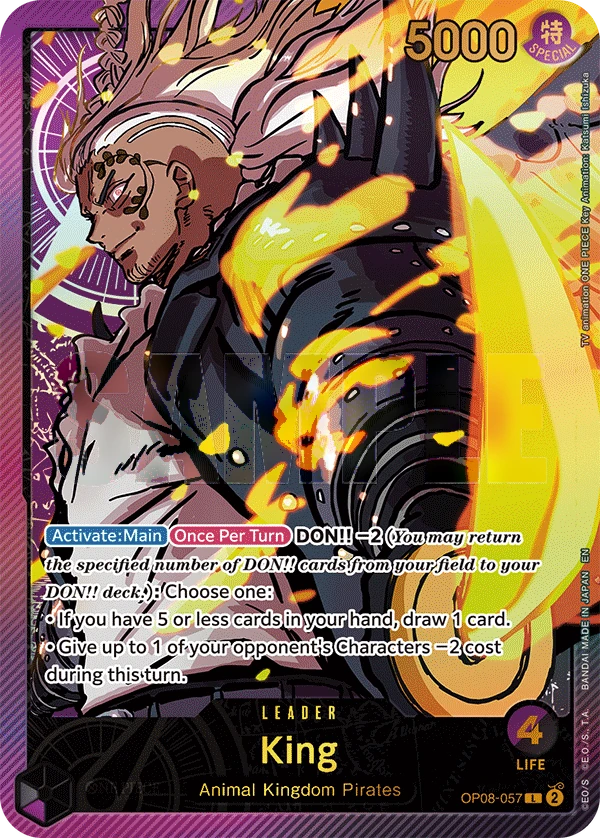 5000
特
SPECIAL
TV animation ONE PIECE Key Animation: Katsumi Ishizuka
SAMPLE
Activate:Main Once Per Turn DON!! −2 (You may return
the specified number of DON!! cards from your field to your
DON!! deck.): Choose one:
• If you have 5 or less cards in your hand, draw 1 card.
• Give up to 1 of your opponent's Characters −2 cost
during this turn.
©E.O/S ©E.O./S., T.A. BANDAI MADE IN JAPAN EN
LEADER
King
Animal Kingdom Pirates
4
LIFE
ONE PIECE
OP08-057 L 2